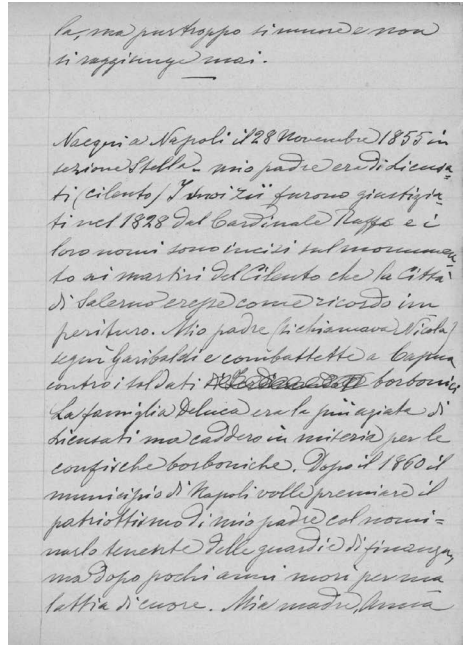 la, ma purtroppo si muore e non
si raggiunge mai.
Nacqui a Napoli il 28 Novembre 1855 in
sezione Stella - mio padre era di Licusa-
ti (Cilento) I suoi zii furono giustizia-
ti nel 1828 dal Cardinale Ruffo e i
loro nomi sono incisi sul monumen-
to ai martiri del Cilento che la Città
di Salerno eresse come ricordo im
perituro. Mio padre (si chiamava Nicola)
seguì Garibaldi e combattette a Capua
contro i soldati borbonici
La famiglia Deluca era la più agiata di
Licusati ma caddero in miseria per le
confische borboniche. Dopo il 1860 il
municipio di Napoli volle premiare il
patriottismo di mio padre col nomi=
narlo tenente delle guardie di finanza,
ma dopo pochi anni morì per ma
lattia di cuore. Mia madre, Anna